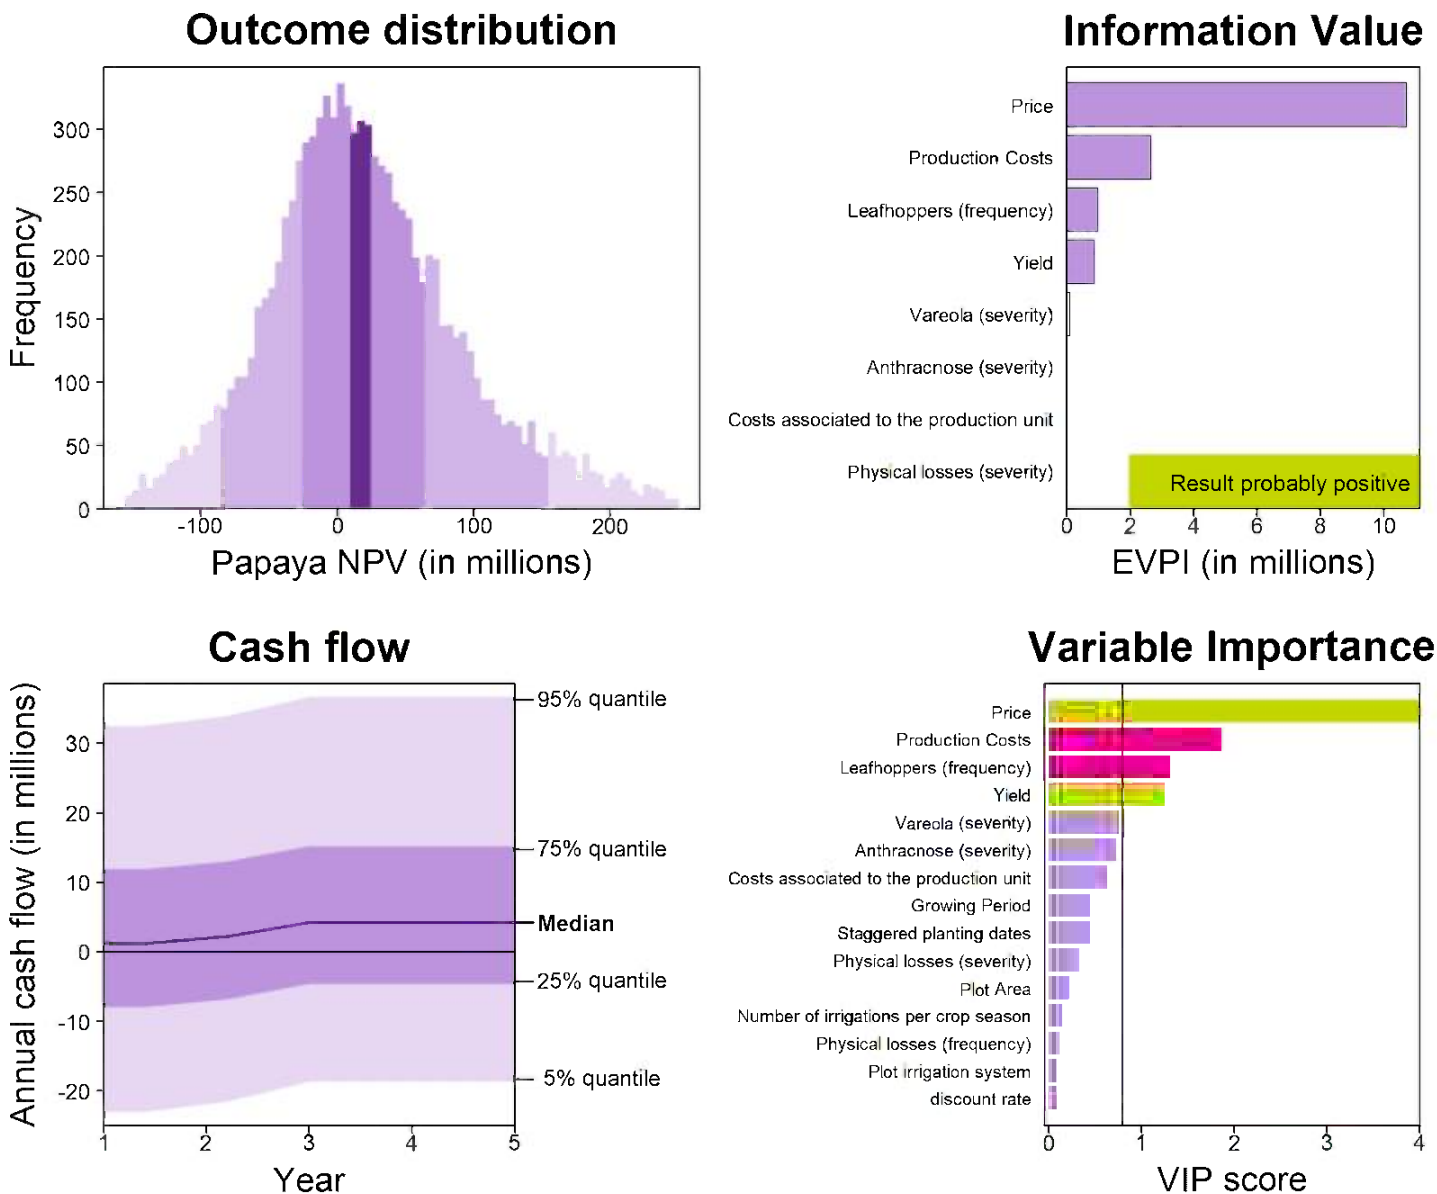 Outcome distribution
Frequency
300
250
200
150
100
50
0
-100 0 100 200
Papaya NPV (in millions)
Information Value
Price
Production Costs
Leafhoppers (frequency)
Yield
Vareola (severity)
Anthracnose (severity)
Costs associated to the production unit
Physical losses (severity)
Result probably positive
0 2 4 6 8 10
EVPI (in millions)
Cash flow
Annual cash flow (in millions)
30
20
10
0
-10
-20
95% quantile
75% quantile
Median
25% quantile
5% quantile
1 2 3 4 5
Year
Variable Importance
Price
Production Costs
Leafhoppers (frequency)
Yield
Vareola (severity)
Anthracnose (severity)
Costs associated to the production unit
Growing Period
Staggered planting dates
Physical losses (severity)
Plot Area
Number of irrigations per crop season
Physical losses (frequency)
Plot irrigation system
discount rate
0 1 2 3 4
VIP score